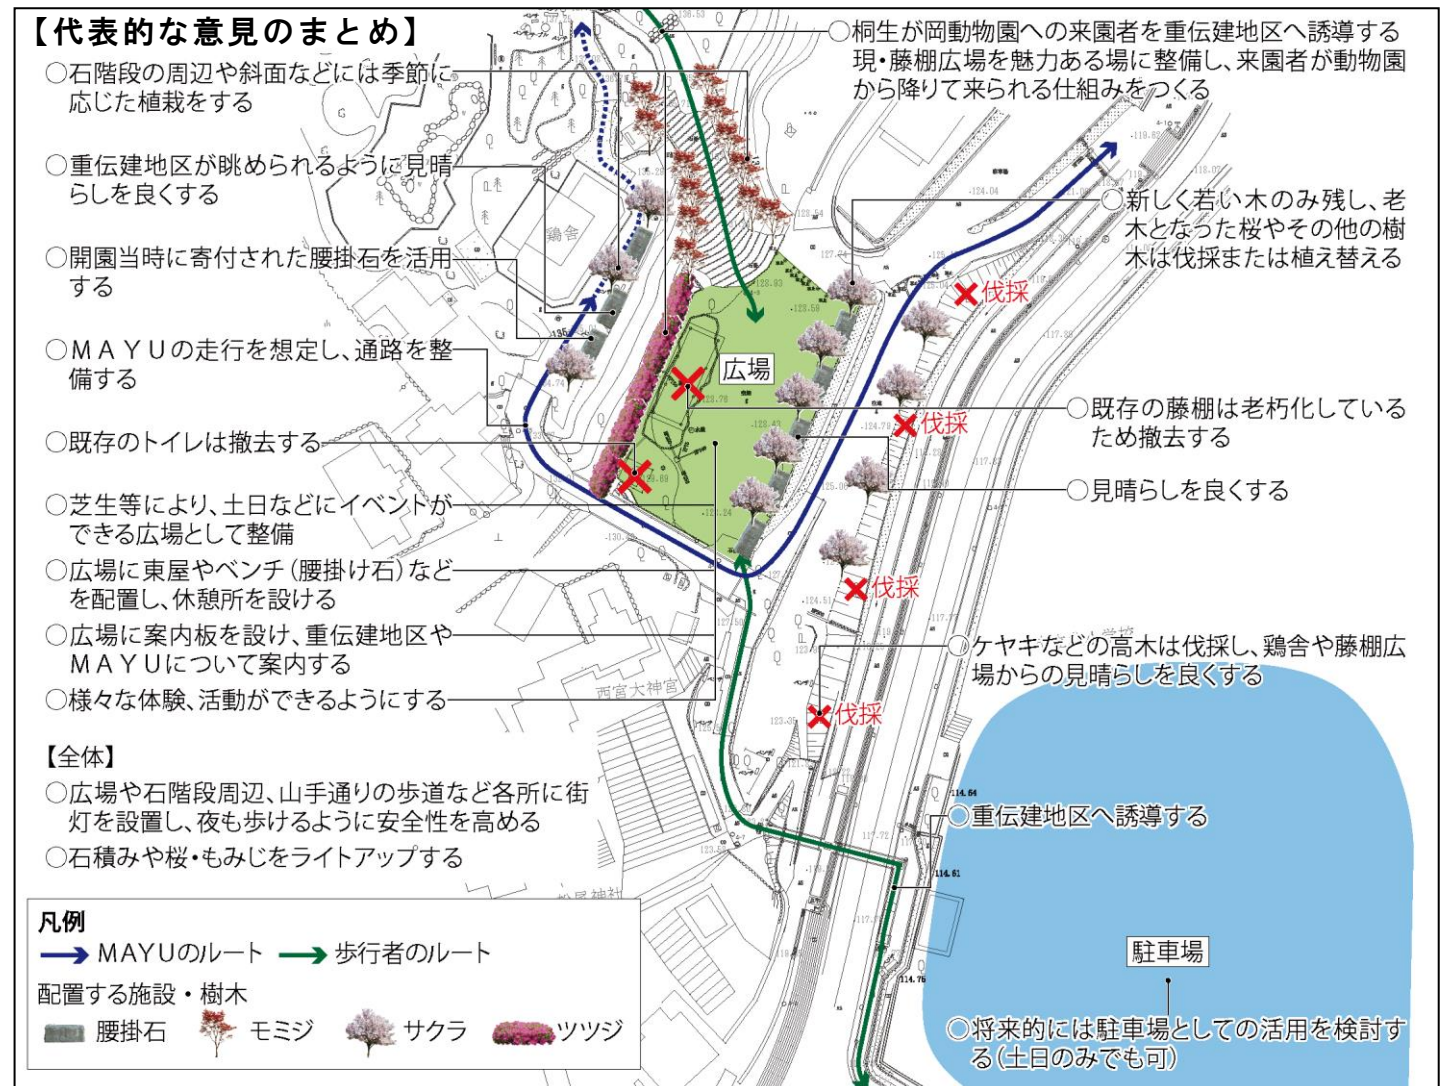 【代表的な意見のまとめ】
○石階段の周辺や斜面などには季節に
応じた植栽をする
○重伝建地区が眺められるように見晴
らしを良くする
○開園当時に寄付された腰掛石を活用
する
○MAYUの走行を想定し、通路を整
備する
○既存のトイレは撤去する
○芝生等により、土日などにイベントが
できる広場として整備
○広場に東屋やベンチ(腰掛け石)など
を配置し、休憩所を設ける
○広場に案内板を設け、重伝建地区や
MAYUについて案内する
○様々な体験、活動ができるようにする
【全体】
○広場や石階段周辺、山手通りの歩道など各所に街
灯を設置し、夜も歩けるように安全性を高める
○石積みや桜・もみじをライトアップする
凡例
MAYUのルート
歩行者のルート
配置する施設・樹木
腰掛石
モミジ
サクラ
ツツジ
○桐生が岡動物園への来園者を重伝建地区へ誘導する
現・藤棚広場を魅力ある場に整備し、来園者が動物園
から降りて来られる仕組みをつくる
○新しく若い木のみ残し、老
木となった桜やその他の樹
木は伐採または植え替える
伐採
広場
○既存の藤棚は老朽化している
ため撤去する
伐採
○見晴らしを良くする
伐採
○ケヤキなどの高木は伐採し、鶏舎や藤棚広
場からの見晴らしを良くする
伐採
○重伝建地区へ誘導する
駐車場
○将来的には駐車場としての活用を検討す
る(土日のみでも可)
鶏舎
西宮大神宮
114.64
114.61
114.76